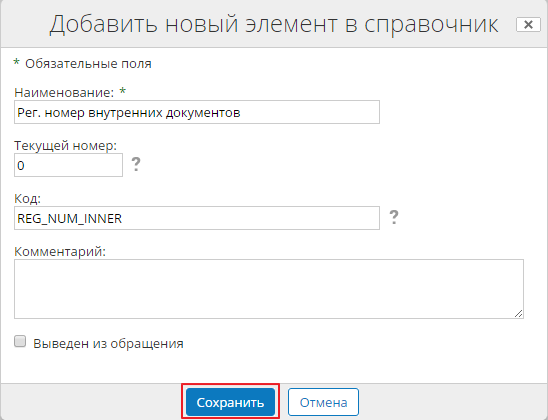 Добавить новый элемент в справочник
* Обязательные поля
Наименование: *
Рег. номер внутренних документов
Текущей номер:
0
?
Код:
REG_NUM_INNER
?
Комментарий:
Выведен из обращения
Сохранить
Отмена